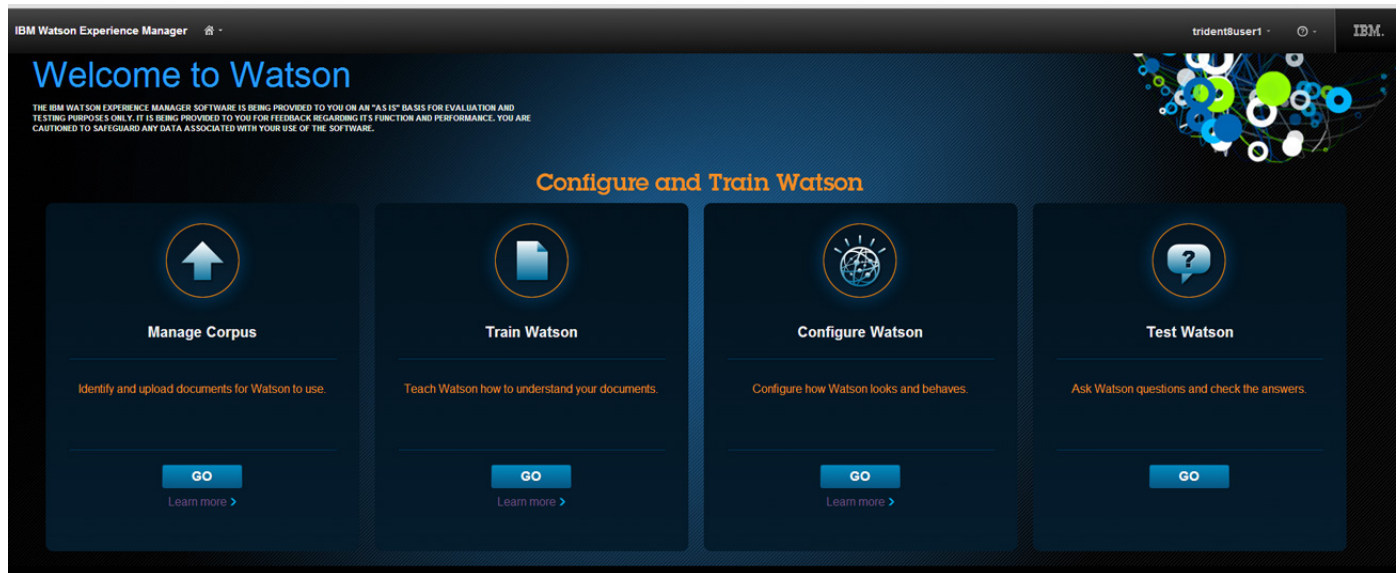 IBM Watson Experience Manager
trident8user1
IBM.
Welcome to Watson
THE IBM WATSON EXPERIENCE MANAGER SOFTWARE IS BEING PROVIDED TO YOU ON AN "AS IS" BASIS FOR EVALUATION AND
TESTING PURPOSES ONLY. IT IS BEING PROVIDED TO YOU FOR FEEDBACK REGARDING ITS FUNCTION AND PERFORMANCE. YOU ARE
CAUTIONED TO SAFEGUARD ANY DATA ASSOCIATED WITH YOUR USE OF THE SOFTWARE.
Configure and Train Watson
Manage Corpus
Identify and upload documents for Watson to use.
GO
Learn more >
Train Watson
Teach Watson how to understand your documents.
GO
Learn more >
Configure Watson
Configure how Watson looks and behaves.
GO
Learn more >
?
Test Watson
Ask Watson questions and check the answers.
GO